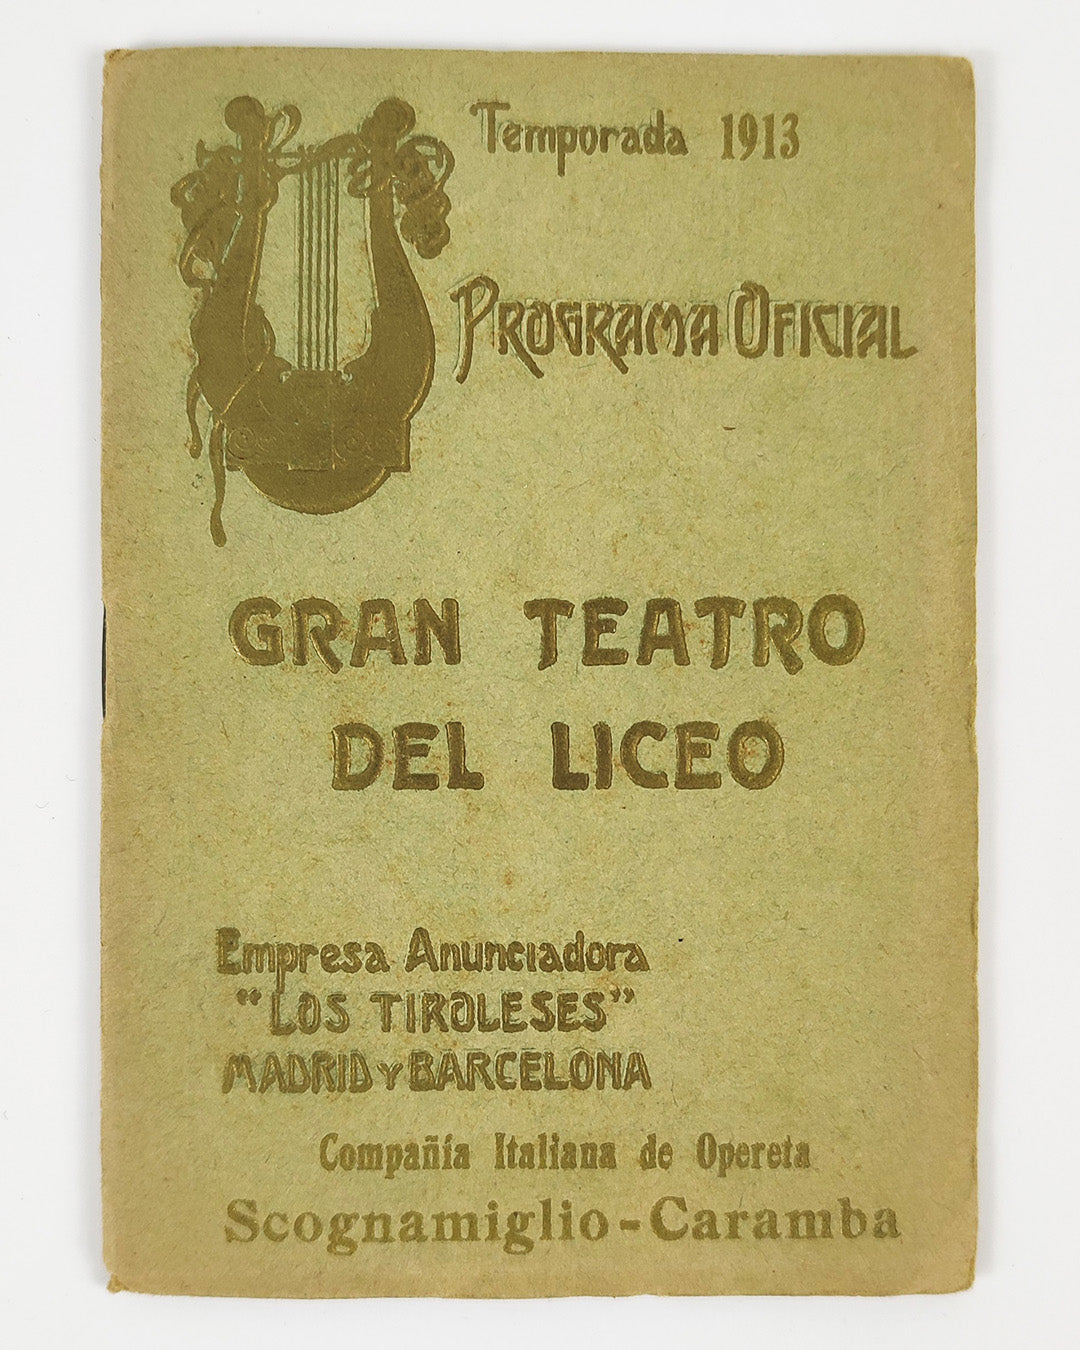 Temporada 1913
PROGRAMA OFICIAL
GRAN TEATRO
DEL LICEO
Empresa Anunciadora
"LOS TIROLESES"
MADRID Y BARCELONA
Compañía Italiana de Opereta
Scognamiglio-Caramba